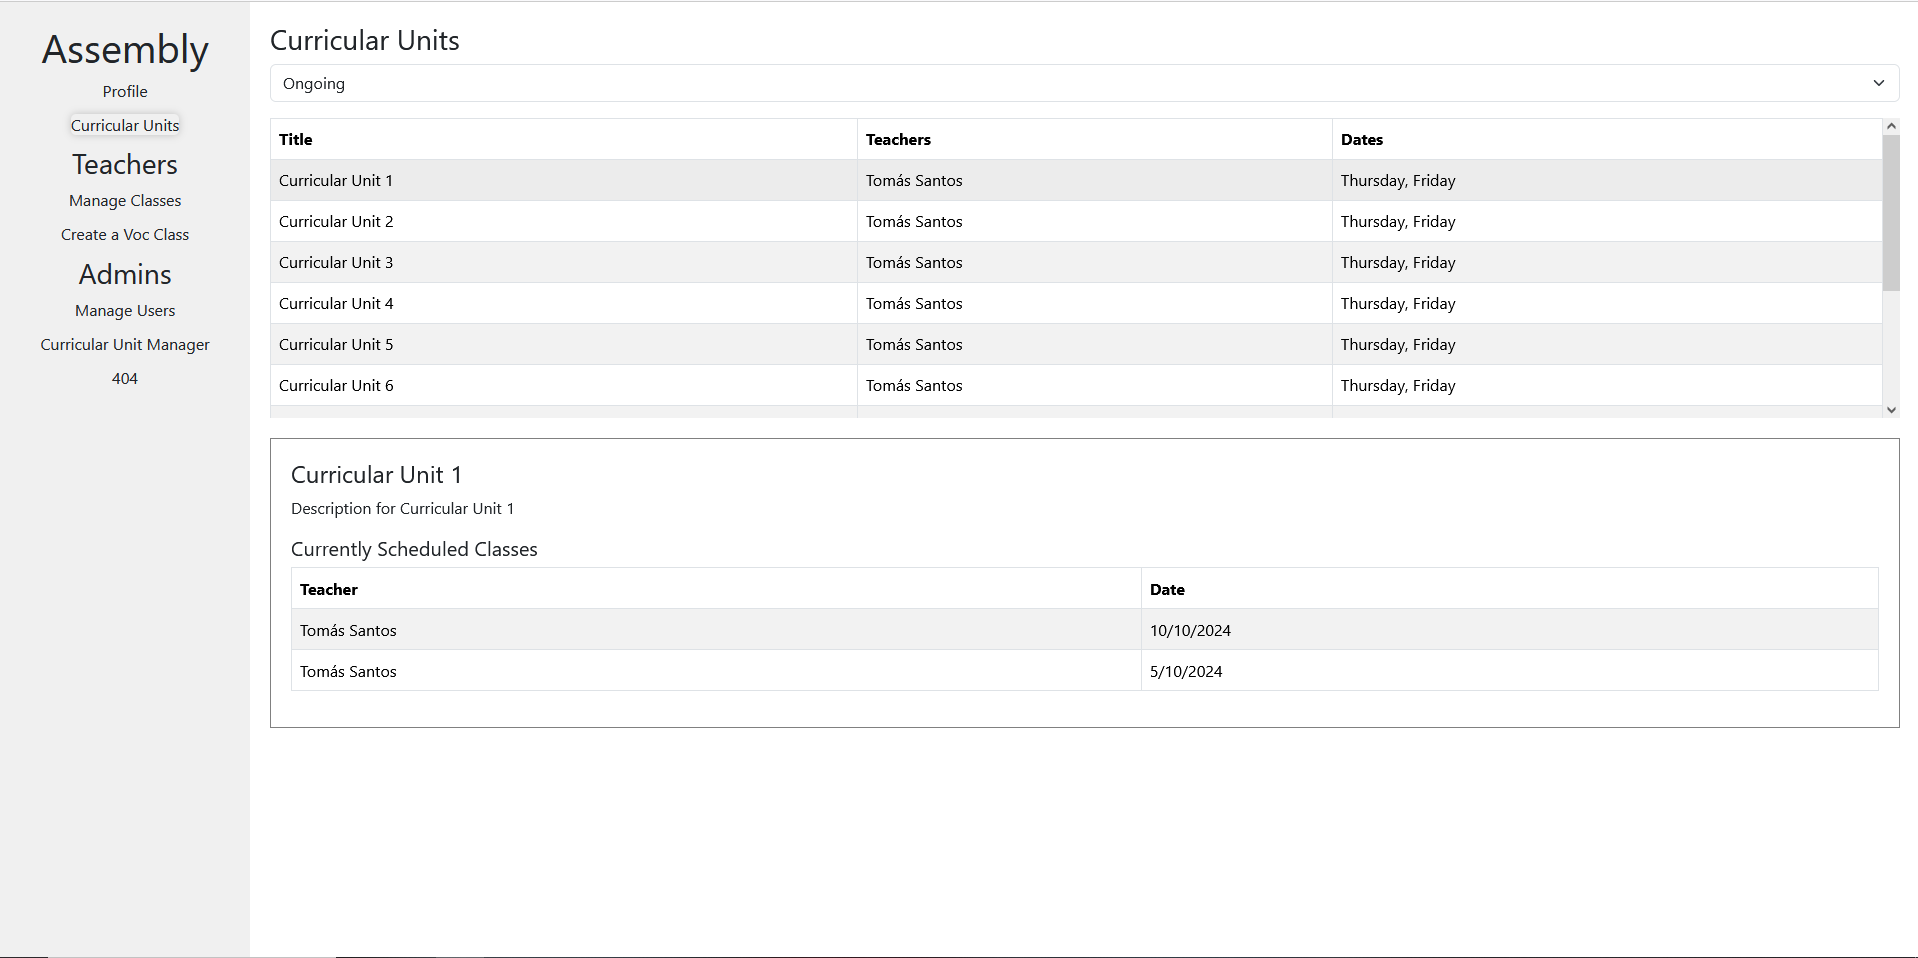 Assembly
Profile
Curricular Units
Teachers
Manage Classes
Create a Voc Class
Admins
Manage Users
Curricular Unit Manager
404
Curricular Units
Ongoing
Title Teachers Dates
Curricular Unit 1 Tomás Santos Thursday, Friday
Curricular Unit 2 Tomás Santos Thursday, Friday
Curricular Unit 3 Tomás Santos Thursday, Friday
Curricular Unit 4 Tomás Santos Thursday, Friday
Curricular Unit 5 Tomás Santos Thursday, Friday
Curricular Unit 6 Tomás Santos Thursday, Friday
Curricular Unit 1
Description for Curricular Unit 1
Currently Scheduled Classes
Teacher Date
Tomás Santos 10/10/2024
Tomás Santos 5/10/2024